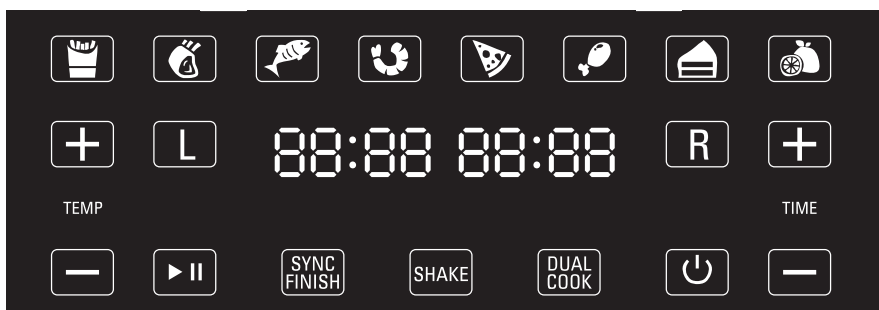 L 88:88 88:88 R
TEMP TIME
SYNC
FINISH
SHAKE
DUAL
COOK